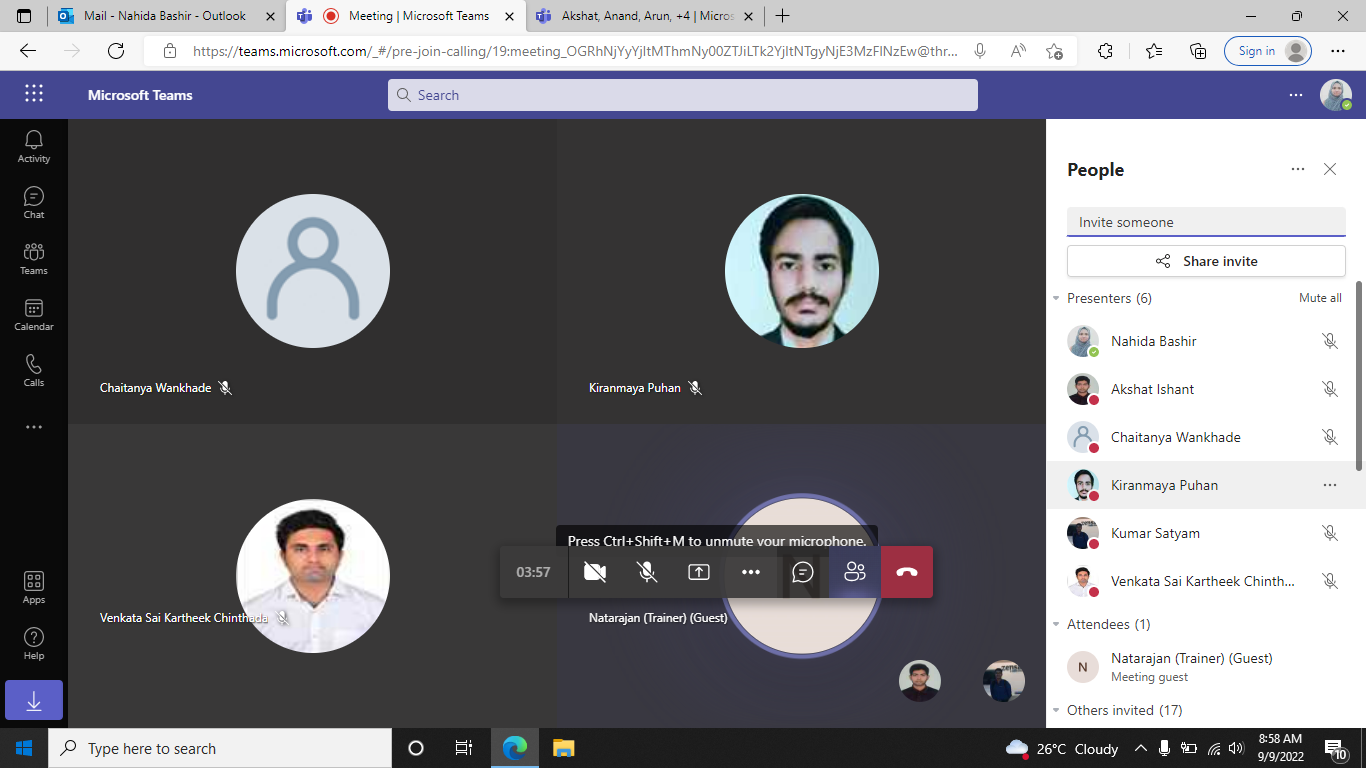 Mail - Nahida Bashir - Outlook
Meeting | Microsoft Teams
Akshat, Anand, Arun, +4 | Micros
https://teams.microsoft.com/_#/pre-join-calling/19:meeting_OGRhNjYyYjItMThmNy00ZTJiLTk2YjItNTgyNjE3MzFlNzEw@thr...
Sign in
Microsoft Teams
Search
Activity
Chat
Teams
Calendar
Calls
Apps
Help
Chaitanya Wankhade
Kiranmaya Puhan
Venkata Sai Kartheek Chinthada
Press Ctrl+Shift+M to unmute your microphone.
03:57
Natarajan (Trainer) (Guest)
People
Invite someone
Share invite
Presenters (6)
Mute all
Nahida Bashir
Akshat Ishant
Chaitanya Wankhade
Kiranmaya Puhan
Kumar Satyam
Venkata Sai Kartheek Chinth...
Attendees (1)
N
Natarajan (Trainer) (Guest)
Meeting guest
Others invited (17)
Type here to search
26°C Cloudy
8:58 AM
9/9/2022
10